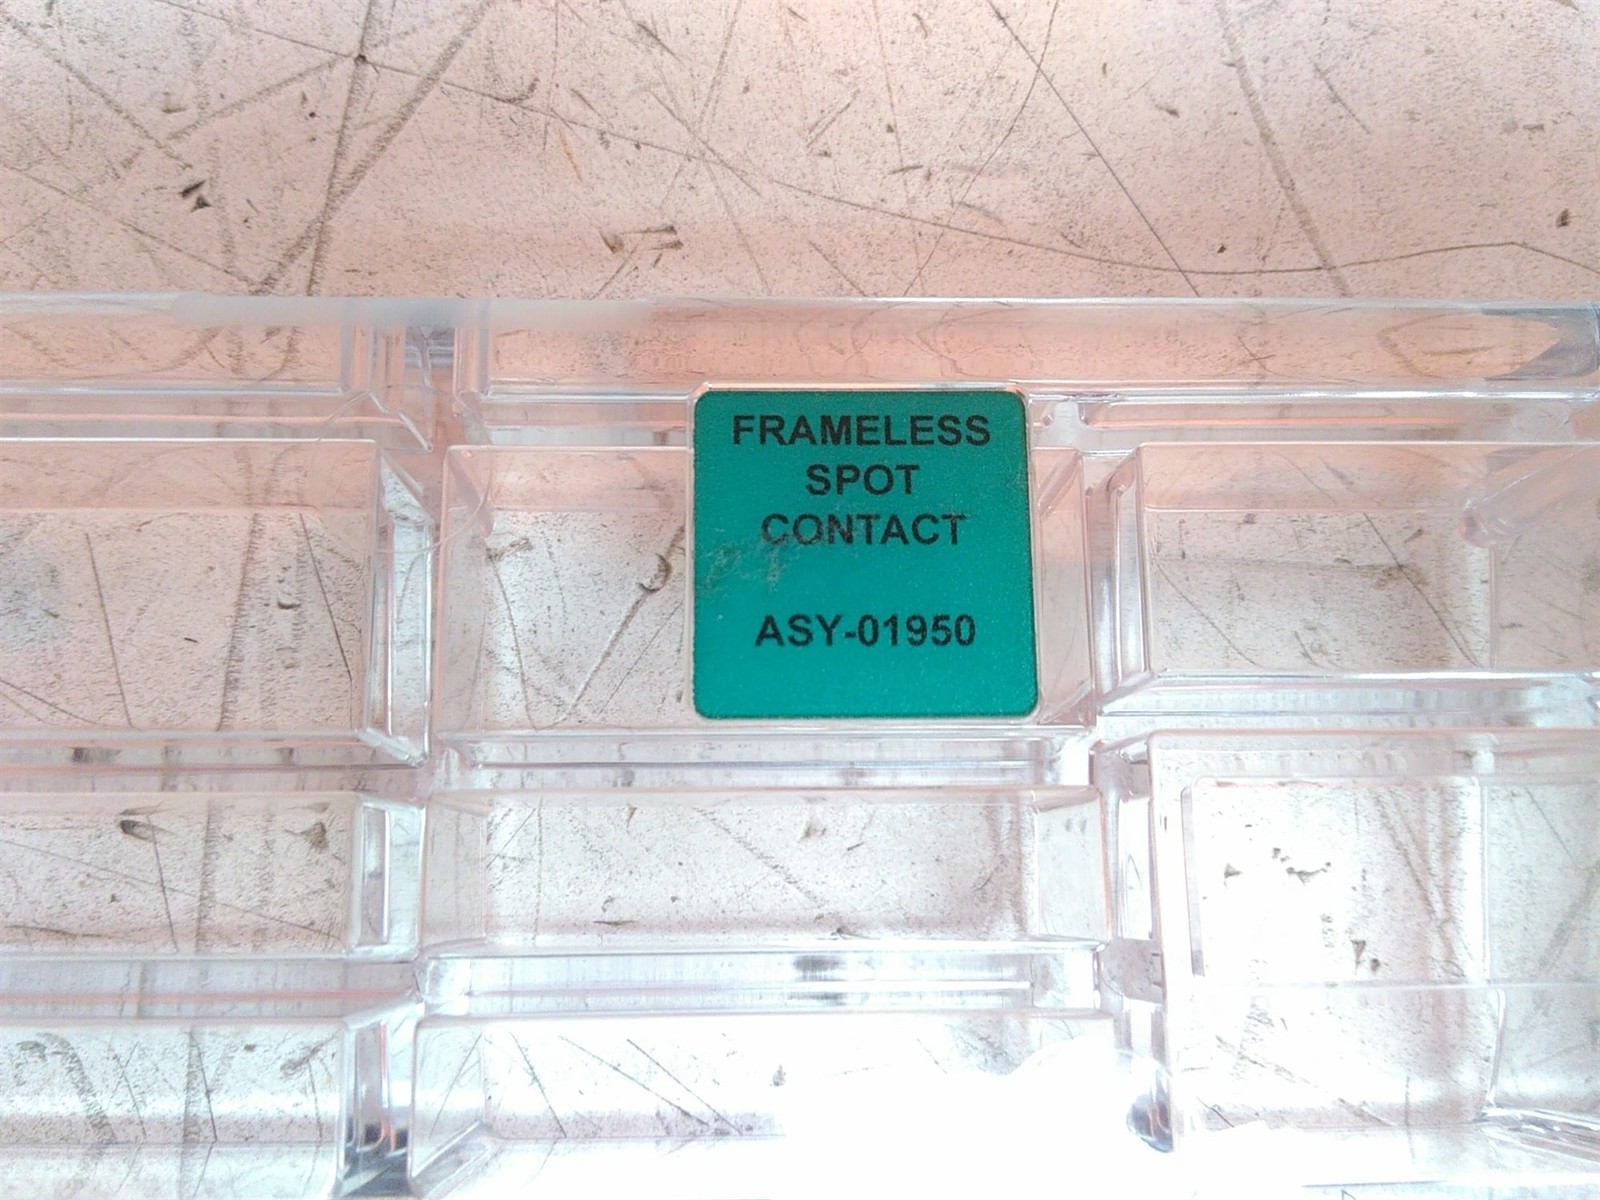 FRAMELESS
SPOT
CONTACT
ASY-01950